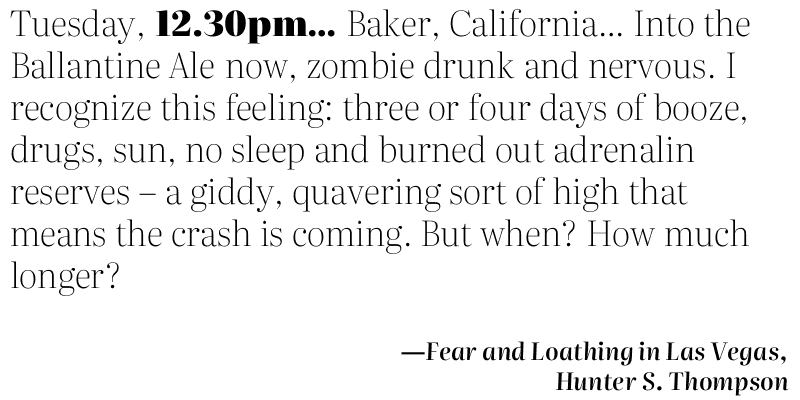 Tuesday, 12.30pm... Baker, California... Into the
Ballantine Ale now, zombie drunk and nervous. I
recognize this feeling: three or four days of booze,
drugs, sun, no sleep and burned out adrenalin
reserves – a giddy, quavering sort of high that
means the crash is coming. But when? How much
longer?
—Fear and Loathing in Las Vegas,
Hunter S. Thompson